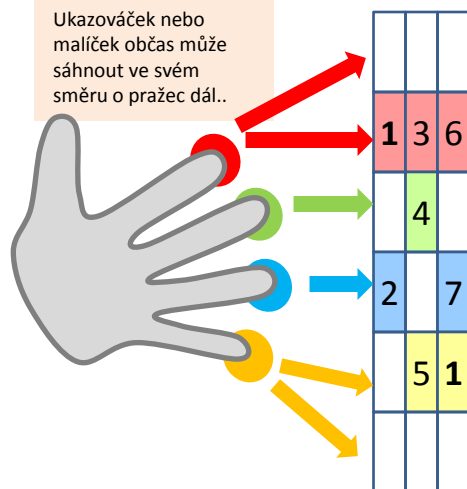 Ukazováček nebo
malíček občas může
sáhnout ve svém
směru o pražec dál..
1 3 6
4
2 7
5 1